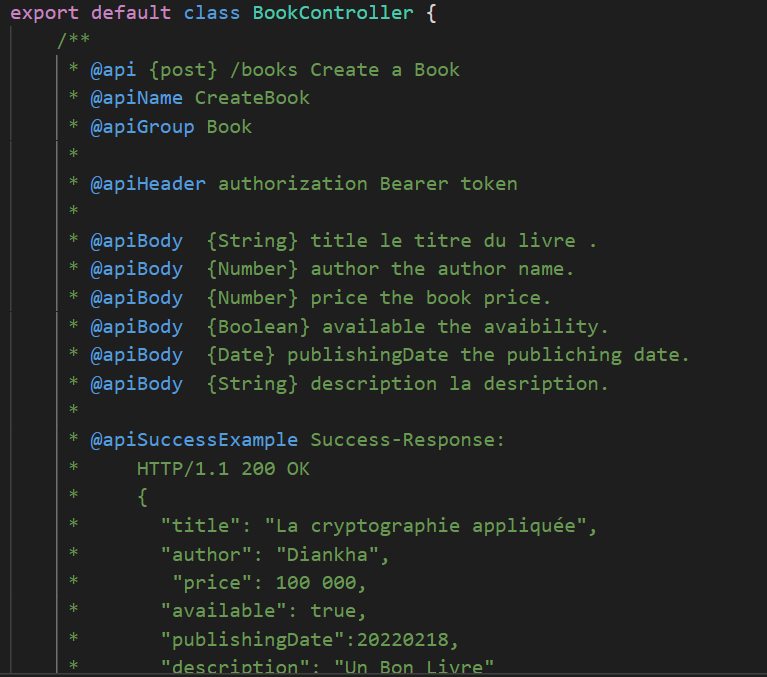 export default class BookController {
/**
* @api {post} /books Create a Book
* @apiName CreateBook
* @apiGroup Book
*
* @apiHeader authorization Bearer token
*
* @apiBody  {String} title le titre du livre .
* @apiBody  {Number} author the author name.
* @apiBody  {Number} price the book price.
* @apiBody  {Boolean} available the avaibility.
* @apiBody  {Date} publishingDate the publiching date.
* @apiBody  {String} description la desription.
*
* @apiSuccessExample Success-Response:
*     HTTP/1.1 200 OK
*     {
*       "title": "La cryptographie appliquée",
*       "author": "Diankha",
*        "price": 100 000,
*       "available": true,
*       "publishingDate":20220218,
*       "description": "Un Bon Livre"